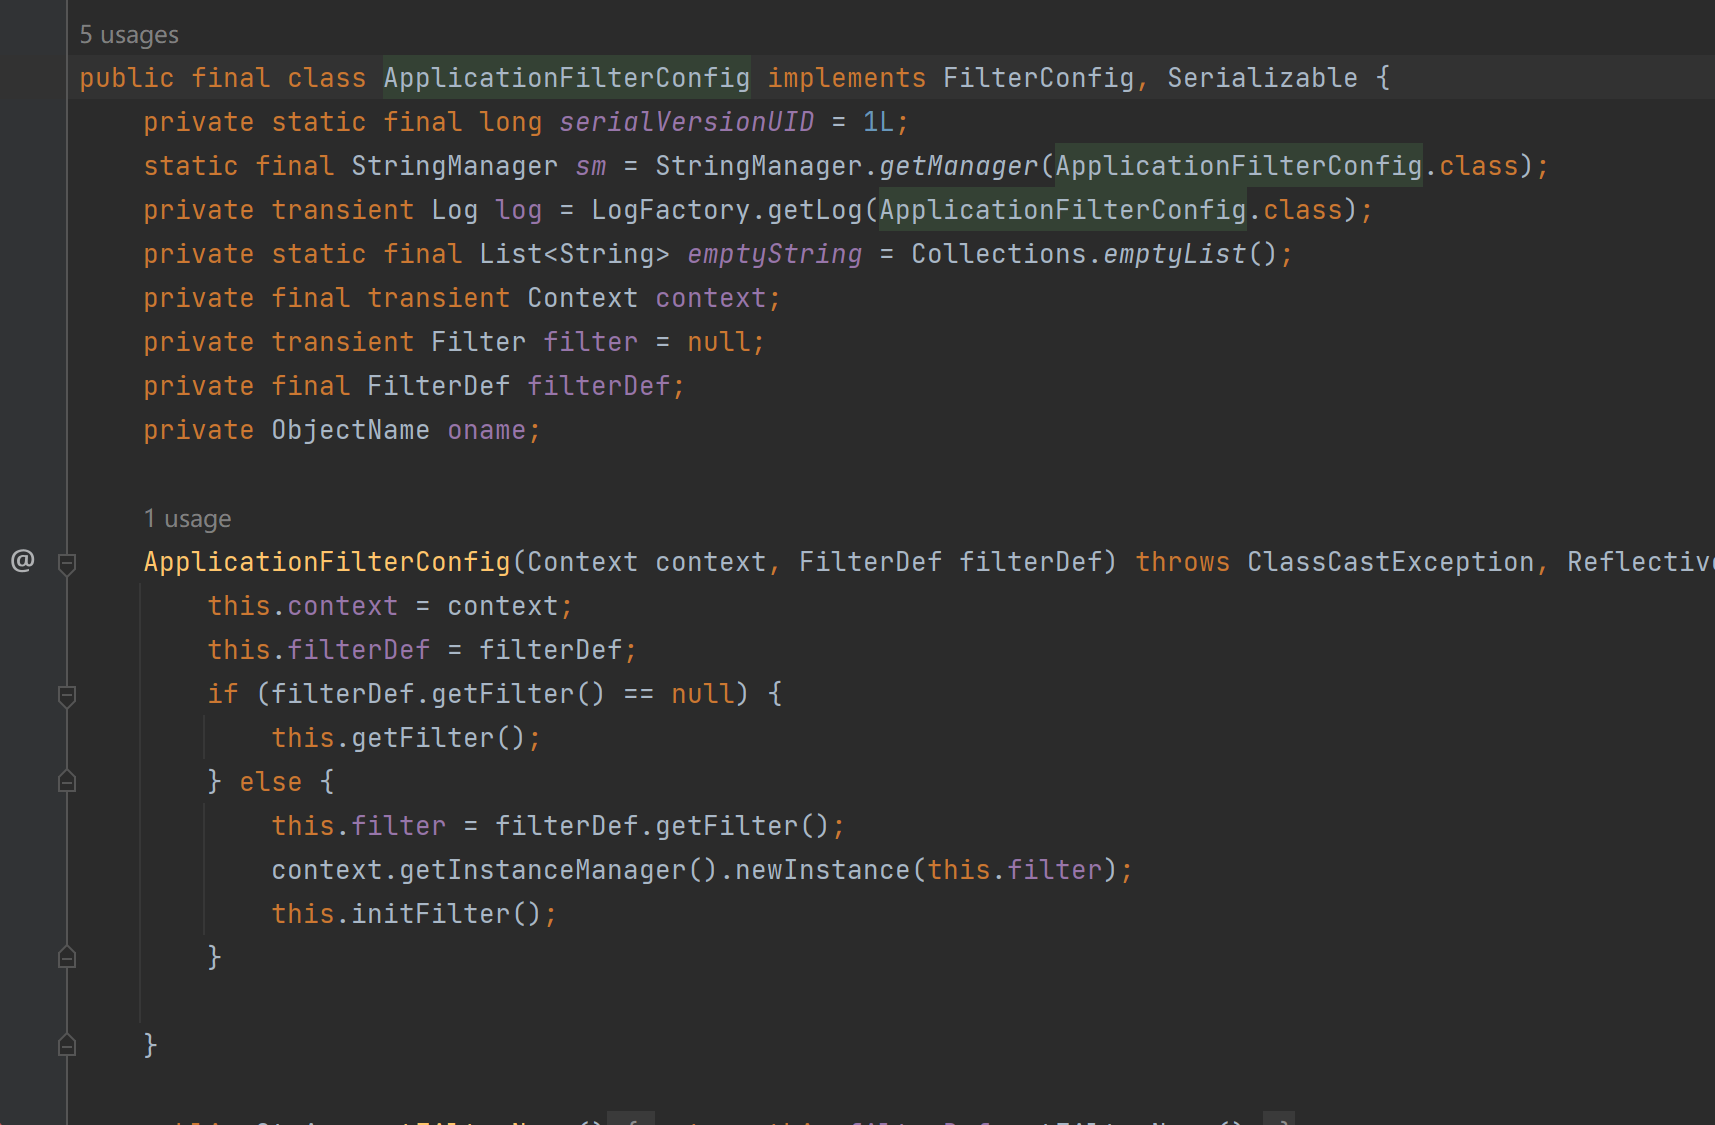 5 usages
public final class ApplicationFilterConfig implements FilterConfig, Serializable {
private static final long serialVersionUID = 1L;
static final StringManager sm = StringManager.getManager(ApplicationFilterConfig.class);
private transient Log log = LogFactory.getLog(ApplicationFilterConfig.class);
private static final List<String> emptyString = Collections.emptyList();
private final transient Context context;
private transient Filter filter = null;
private final FilterDef filterDef;
private ObjectName oname;
1 usage
@ ApplicationFilterConfig(Context context, FilterDef filterDef) throws ClassCastException, Reflective
this.context = context;
this.filterDef = filterDef;
if (filterDef.getFilter() == null) {
this.getFilter();
} else {
this.filter = filterDef.getFilter();
context.getInstanceManager().newInstance(this.filter);
this.initFilter();
}
}